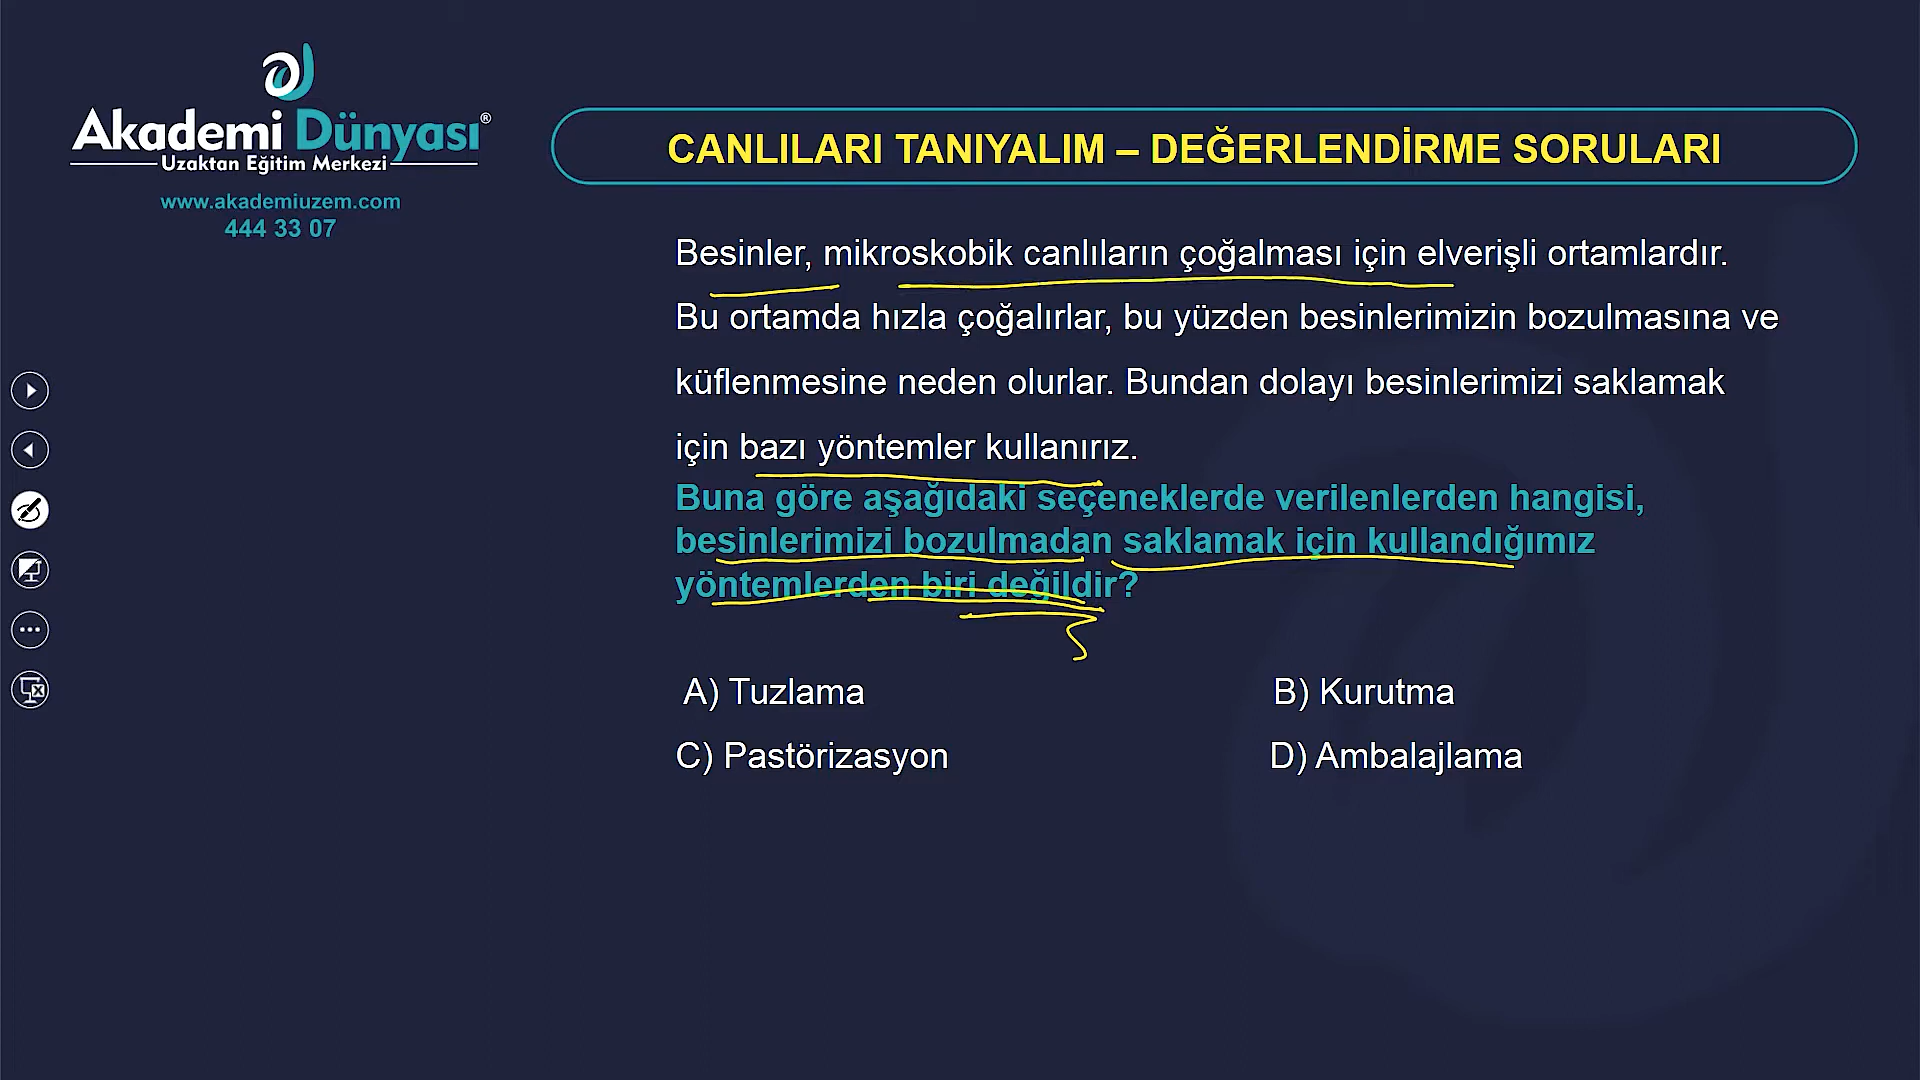 Akademi Dünyası®
Uzaktan Eğitim Merkezi
www.akademiuzem.com
444 33 07
CANLILARI TANIYALIM – DEĞERLENDİRME SORULARI
Besinler, mikroskobik canlıların çoğalması için elverişli ortamlardır.
Bu ortamda hızla çoğalırlar, bu yüzden besinlerimizin bozulmasına ve
küflenmesine neden olurlar. Bundan dolayı besinlerimizi saklamak
için bazı yöntemler kullanırız.
Buna göre aşağıdaki seçeneklerde verilenlerden hangisi,
besinlerimizi bozulmadan saklamak için kullandığımız
yöntemlerden biri değildir?
A) Tuzlama B) Kurutma
C) Pastörizasyon D) Ambalajlama